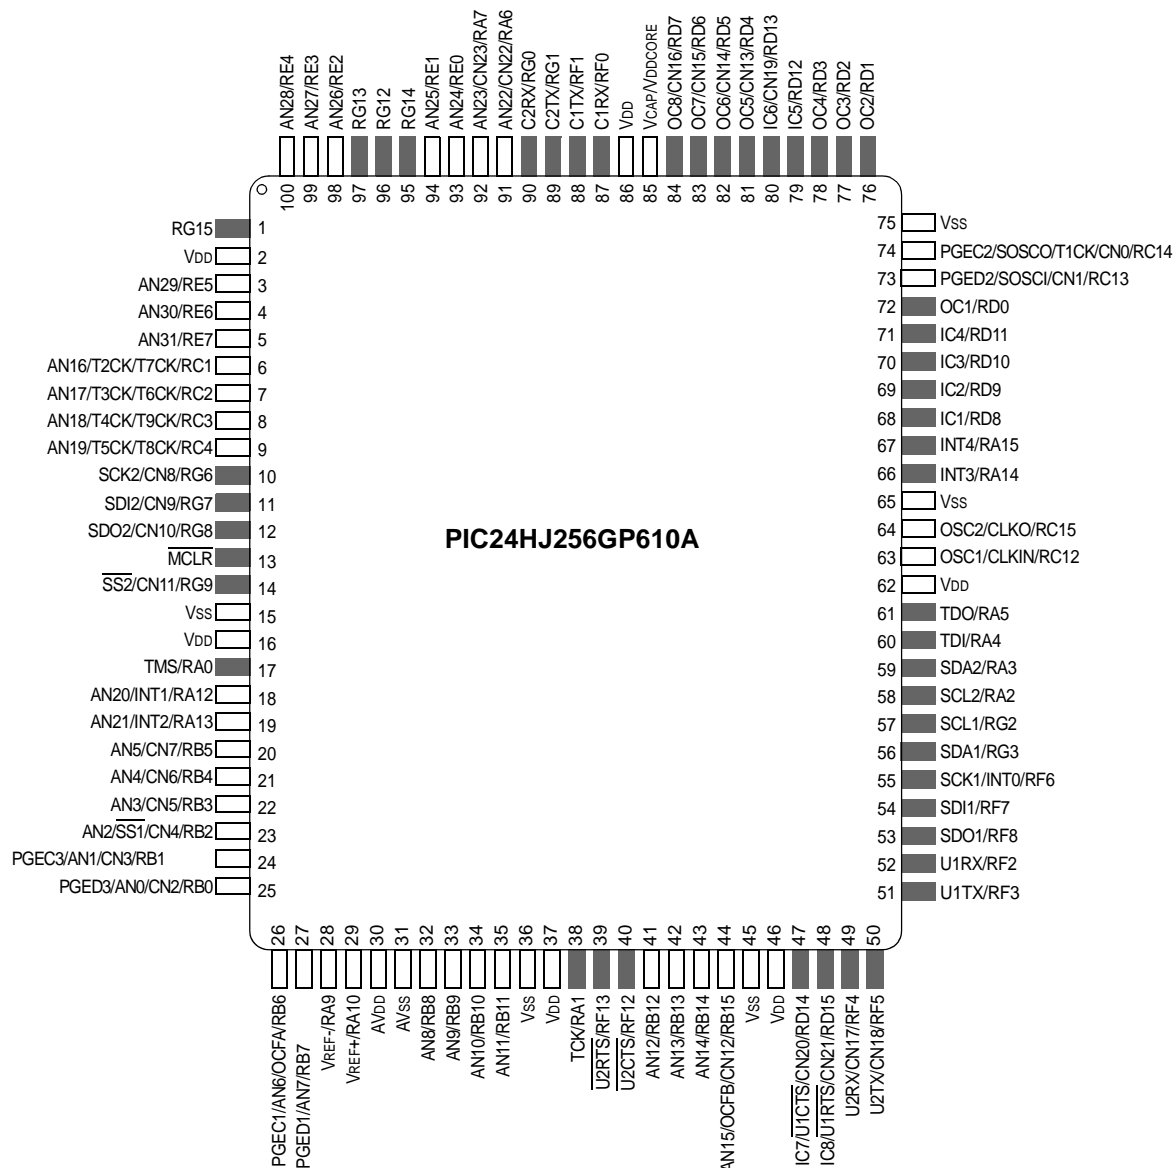 AN28/RE4
AN27/RE3
AN26/RE2
RG13
RG12
RG14
AN25/RE1
AN24/RE0
AN23/CN23/RA7
AN22/CN22/RA6
C2RX/RG0
C2TX/RG1
C1TX/RF1
C1RX/RF0
VDD
VCAP/VDDCORE
OC8/CN16/RD7
OC7/CN15/RD6
OC6/CN14/RD5
OC5/CN13/RD4
IC6/CN19/RD13
IC5/RD12
OC4/RD3
OC3/RD2
OC2/RD1
100 99 98 97 96 95 94 93 92 91 90 89 88 87 86 85 84 83 82 81 80 79 78 77 76
RG15 1
VDD 2
AN29/RE5 3
AN30/RE6 4
AN31/RE7 5
AN16/T2CK/T7CK/RC1 6
AN17/T3CK/T6CK/RC2 7
AN18/T4CK/T9CK/RC3 8
AN19/T5CK/T8CK/RC4 9
SCK2/CN8/RG6 10
SDI2/CN9/RG7 11
SDO2/CN10/RG8 12
MCLR 13
SS2/CN11/RG9 14
VSS 15
VDD 16
TMS/RA0 17
AN20/INT1/RA12 18
AN21/INT2/RA13 19
AN5/CN7/RB5 20
AN4/CN6/RB4 21
AN3/CN5/RB3 22
AN2/SS1/CN4/RB2 23
PGEC3/AN1/CN3/RB1 24
PGED3/AN0/CN2/RB0 25
PIC24HJ256GP610A
75 VSS
74 PGEC2/SOSCO/T1CK/CN0/RC14
73 PGED2/SOSCI/CN1/RC13
72 OC1/RD0
71 IC4/RD11
70 IC3/RD10
69 IC2/RD9
68 IC1/RD8
67 INT4/RA15
66 INT3/RA14
65 VSS
64 OSC2/CLKO/RC15
63 OSC1/CLKIN/RC12
62 VDD
61 TDO/RA5
60 TDI/RA4
59 SDA2/RA3
58 SCL2/RA2
57 SCL1/RG2
56 SDA1/RG3
55 SCK1/INT0/RF6
54 SDI1/RF7
53 SDO1/RF8
52 U1RX/RF2
51 U1TX/RF3
26 27 28 29 30 31 32 33 34 35 36 37 38 39 40 41 42 43 44 45 46 47 48 49 50
PGEC1/AN6/OCFA/RB6
PGED1/AN7/RB7
VREF-/RA9
VREF+/RA10
AVDD
AVSS
AN8/RB8
AN9/RB9
AN10/RB10
AN11/RB11
VSS
VDD
TCK/RA1
U2RTS/RF13
U2CTS/RF12
AN12/RB12
AN13/RB13
AN14/RB14
AN15/OCFB/CN12/RB15
VSS
VDD
IC7/U1CTS/CN20/RD14
IC8/U1RTS/CN21/RD15
U2RX/CN17/RF4
U2TX/CN18/RF5